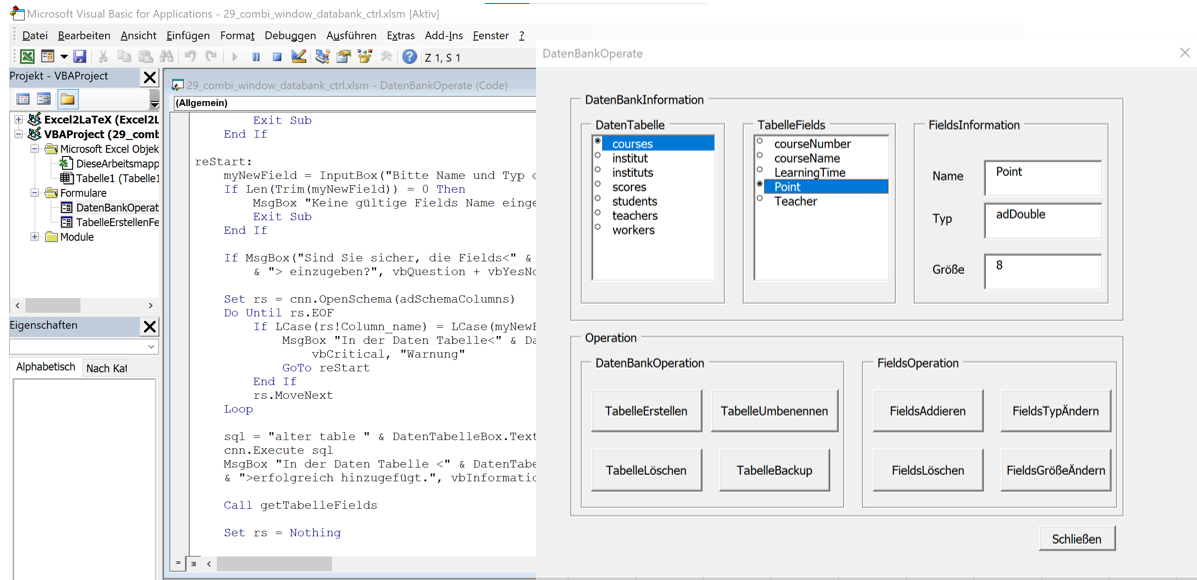 Microsoft Visual Basic for Applications - 29_combi_window_databank_ctrl.xlsm [Aktiv]
Datei Bearbeiten Ansicht Einfügen Format Debuggen Ausführen Extras Add-Ins Fenster ?
Z 1, S 1
Projekt - VBAProject
Excel2LaTeX (Excel2L
VBAProject (29_comb
Microsoft Excel Objek
DieseArbeitsmapp
Tabelle1 (Tabelle1
Formulare
DatenBankOperat
TabelleErstellenFe
Module
Eigenschaften
Alphabetisch
Nach Kat
29_combi_window_databank_ctrl.xlsm - DatenBankOperate (Code)
(Allgemein)
Exit Sub
End If
reStart:
myNewField = InputBox("Bitte Name und Typ d
If Len(Trim(myNewField)) = 0 Then
MsgBox "Keine gültige Fields Name einge
Exit Sub
End If
If MsgBox("Sind Sie sicher, die Fields<" &
& "> einzugeben?", vbQuestion + vbYesNo
Set rs = cnn.OpenSchema(adSchemaColumns)
Do Until rs.EOF
If LCase(rs!Column_name) = LCase(myNewF
MsgBox "In der Daten Tabelle<" & Da
vbCritical, "Warnung"
GoTo reStart
End If
rs.MoveNext
Loop
sql = "alter table " & DatenTabelleBox.Text
cnn.Execute sql
MsgBox "In der Daten Tabelle <" & DatenTabe
& ">erfolgreich hinzugefügt.", vbInformatio
Call getTabelleFields
Set rs = Nothing
DatenBankOperate
DatenBankInformation
DatenTabelle
courses
institut
instituts
scores
students
teachers
workers
TabelleFields
courseNumber
courseName
LearningTime
Point
Teacher
FieldsInformation
Name Point
Typ adDouble
Größe 8
Operation
DatenBankOperation
TabelleErstellen TabelleUmbenennen
TabelleLöschen TabelleBackup
FieldsOperation
FieldsAddieren FieldsTypÄndern
FieldsLöschen FieldsGrößeÄndern
Schließen